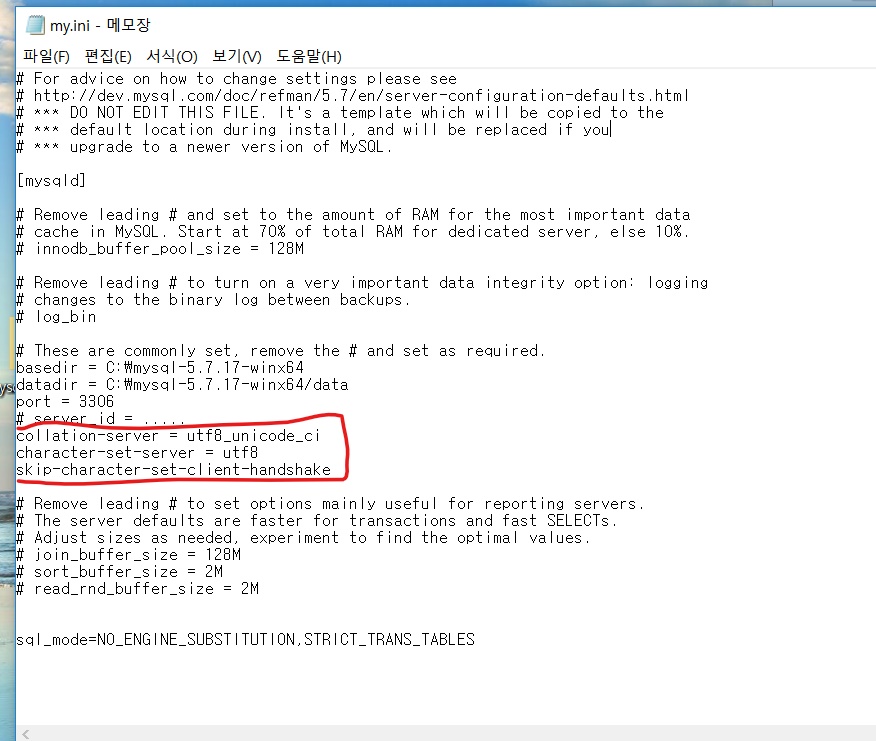 my.ini - 메모장
파일(F) 편집(E) 서식(O) 보기(V) 도움말(H)
# For advice on how to change settings please see
# http://dev.mysql.com/doc/refman/5.7/en/server-configuration-defaults.html
# *** DO NOT EDIT THIS FILE. It's a template which will be copied to the
# *** default location during install, and will be replaced if you
# *** upgrade to a newer version of MySQL.
[mysqld]
# Remove leading # and set to the amount of RAM for the most important data
# cache in MySQL. Start at 70% of total RAM for dedicated server, else 10%.
# innodb_buffer_pool_size = 128M
# Remove leading # to turn on a very important data integrity option: logging
# changes to the binary log between backups.
# log_bin
# These are commonly set, remove the # and set as required.
basedir = C:₩mysql-5.7.17-winx64
datadir = C:₩mysql-5.7.17-winx64/data
port = 3306
# server_id = .....
collation-server = utf8_unicode_ci
character-set-server = utf8
skip-character-set-client-handshake
# Remove leading # to set options mainly useful for reporting servers.
# The server defaults are faster for transactions and fast SELECTs.
# Adjust sizes as needed, experiment to find the optimal values.
# join_buffer_size = 128M
# sort_buffer_size = 2M
# read_rnd_buffer_size = 2M
sql_mode=NO_ENGINE_SUBSTITUTION,STRICT_TRANS_TABLES